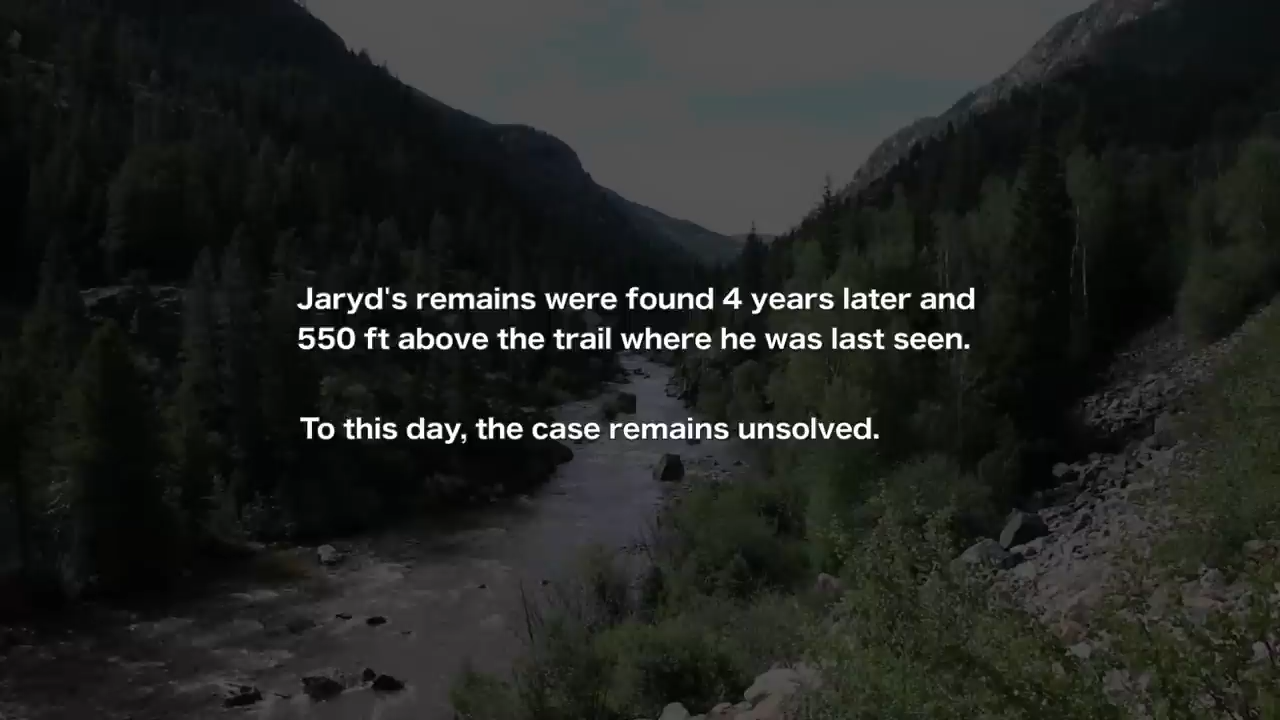 Jaryd's remains were found 4 years later and
550 ft above the trail where he was last seen.
To this day, the case remains unsolved.